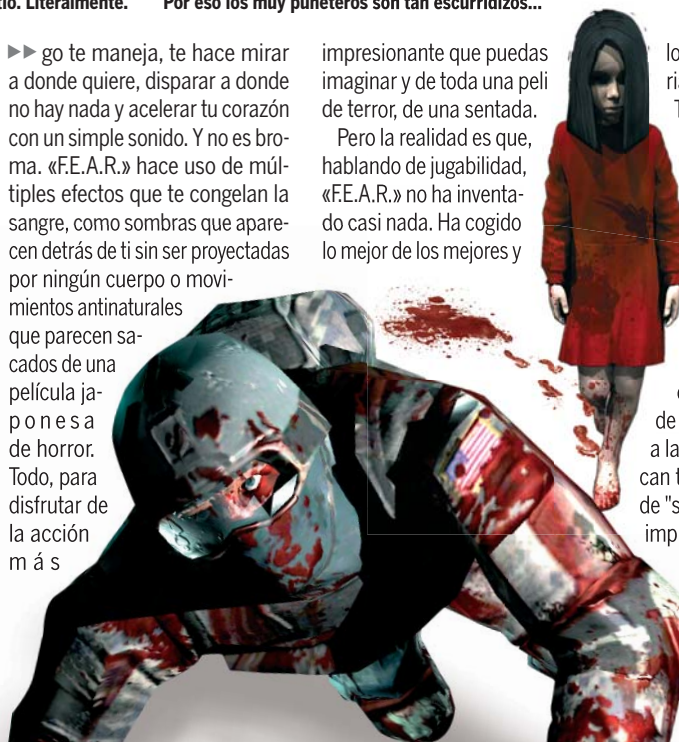 tio. Literalmente.
Por eso los muy puñeteros son tan escurridizos...
go te maneja, te hace mirar
a donde quiere, disparar a donde
no hay nada y acelerar tu corazón
con un simple sonido. Y no es bro-
ma. «F.E.A.R.» hace uso de múl-
tiples efectos que te congelan la
sangre, como sombras que apare-
cen detrás de ti sin ser proyectadas
por ningún cuerpo o movi-
mientos antinaturales
que parecen sa-
cados de una
película ja-
ponesa
de horror.
Todo, para
disfrutar de
la acción
más
impresionante que puedas
imaginar y de toda una peli
de terror, de una sentada.
Pero la realidad es que,
hablando de jugabilidad,
«F.E.A.R.» no ha inventa-
do casi nada. Ha cogido
lo mejor de los mejores y
lo
ria
T
de
a la
can t
de "s
imp